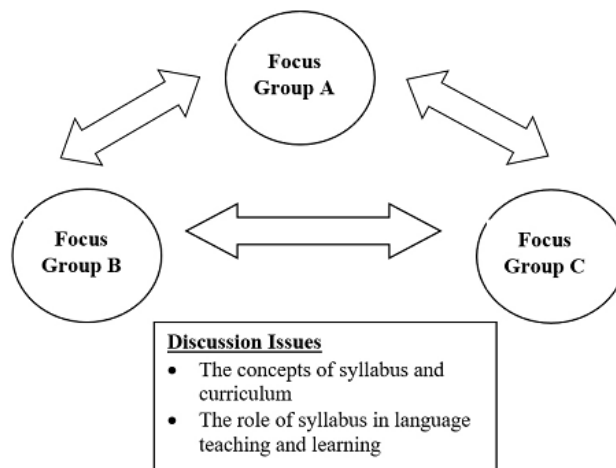 Focus
Group A
Focus
Group B
Focus
Group C
Discussion Issues
• The concepts of syllabus and
curriculum
• The role of syllabus in language
teaching and learning